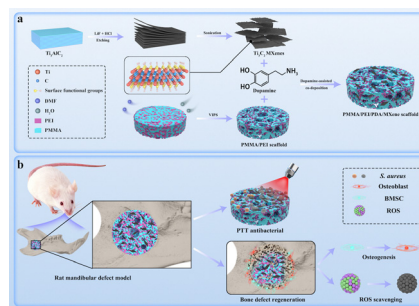 a
Ti₃AlC₂
LiF + HCl
Etching
Sonication
Ti₃C₂ MXenes
Ti
C
Surface functional groups
DMF
H₂O
PEI
PMMA
Dopamine
VIPS
PMMA/PEI scaffold
Dopamine-assisted
co-deposition
PMMA/PEI/PDA/MXene scaffold
b
Rat mandibular defect model
PTT antibacterial
Bone defect regeneration
S. aureus
Osteoblast
BMSC
ROS
Osteogenesis
ROS scavenging